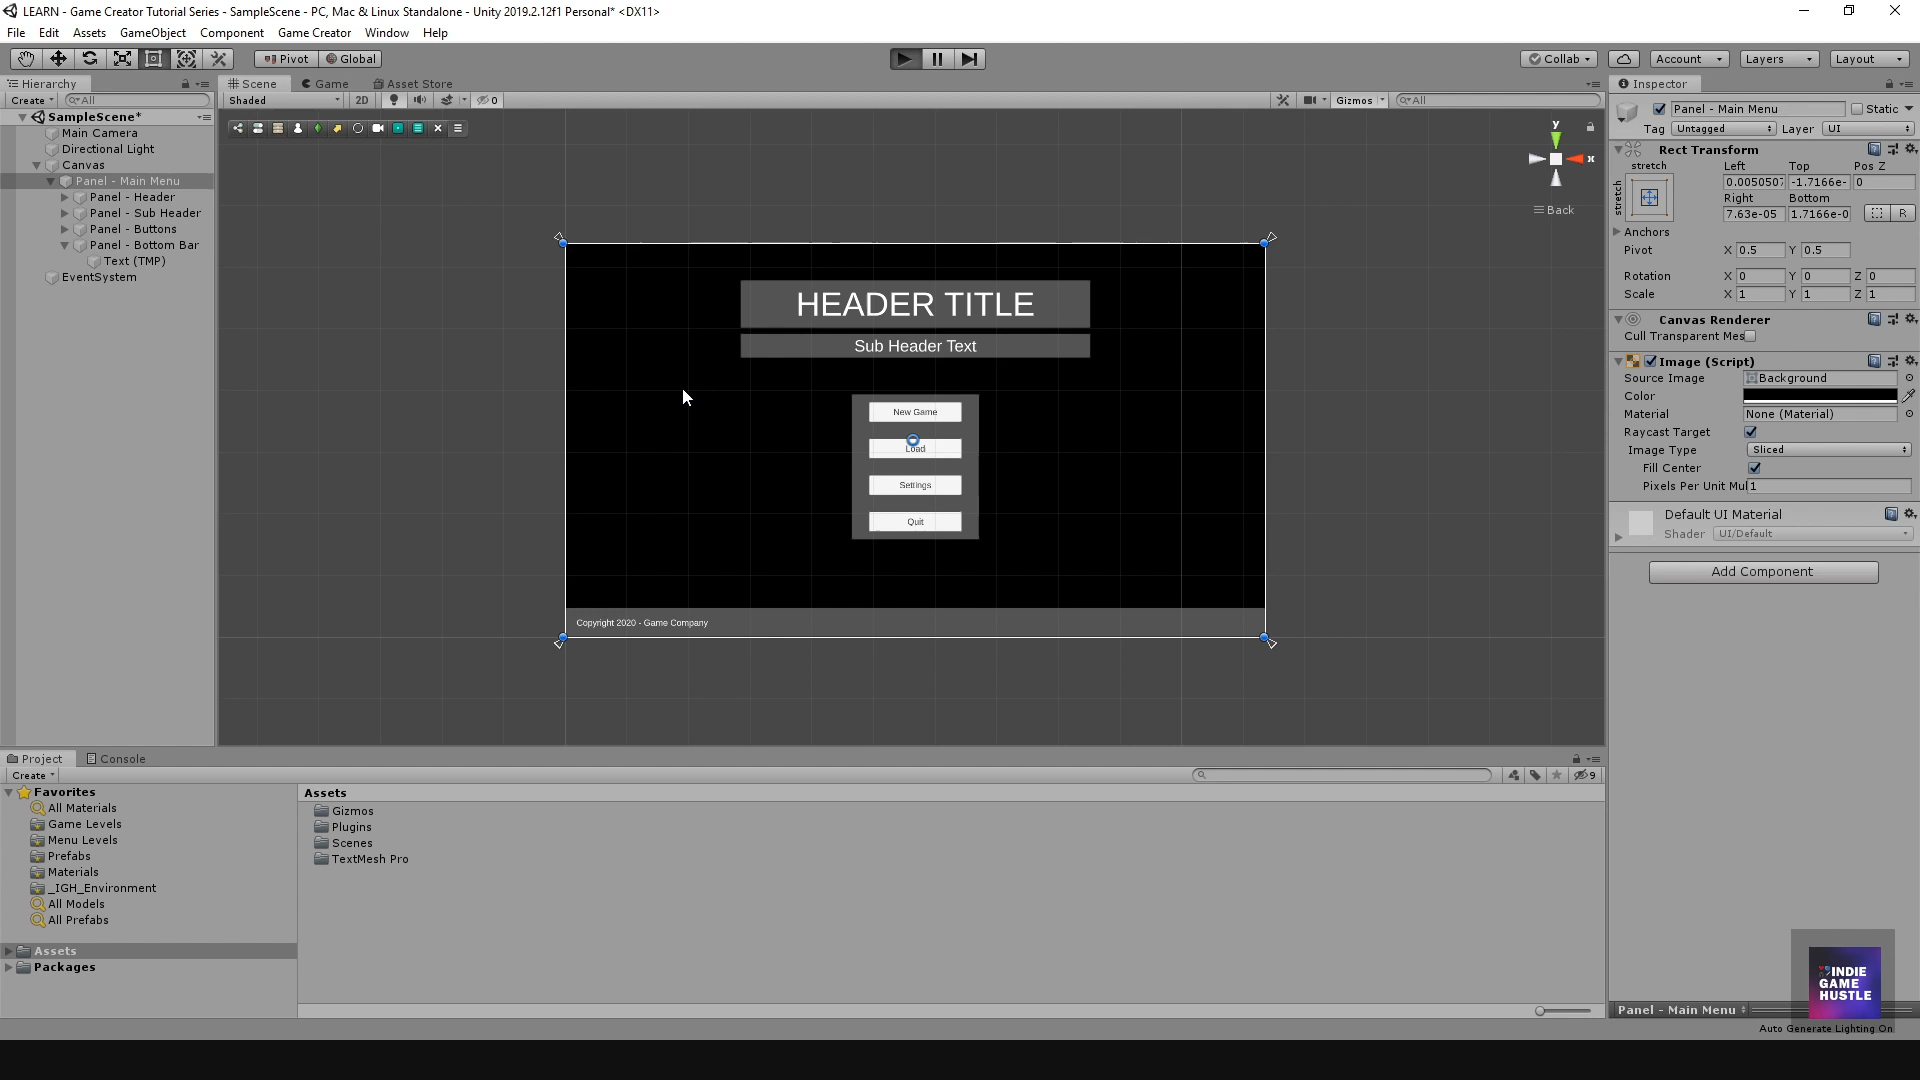 LEARN - Game Creator Tutorial Series - SampleScene - PC, Mac & Linux Standalone - Unity 2019.2.12f1 Personal* <DX11>
File Edit Assets GameObject Component Game Creator Window Help
Pivot Global Collab Account Layers Layout
Hierarchy
Create All
SampleScene*
Main Camera
Directional Light
Canvas
Panel - Main Menu
Panel - Header
Panel - Sub Header
Panel - Buttons
Panel - Bottom Bar
Text (TMP)
EventSystem
Scene Game Asset Store
Shaded 2D 0 Gizmos All
y
x
Back
HEADER TITLE
Sub Header Text
New Game
Load
Settings
Quit
Copyright 2020 - Game Company
Inspector
Panel - Main Menu Static
Tag Untagged Layer UI
Rect Transform
stretch Left Top Pos Z
stretch
0.0050507 -1.7166e- 0
Right Bottom
7.63e-05 1.7166e-0 R
Anchors
Pivot X 0.5 Y 0.5
Rotation X 0 Y 0 Z 0
Scale X 1 Y 1 Z 1
Canvas Renderer
Cull Transparent Mes
Image (Script)
Source Image Background
Color
Material None (Material)
Raycast Target
Image Type Sliced
Fill Center
Pixels Per Unit Mul 1
Default UI Material
Shader UI/Default
Add Component
Project Console
Create 9
Favorites
All Materials
Game Levels
Menu Levels
Prefabs
Materials
_IGH_Environment
All Models
All Prefabs
Assets
Packages
Assets
Gizmos
Plugins
Scenes
TextMesh Pro
INDIE
GAME
HUSTLE
Panel - Main Menu
Auto Generate Lighting On